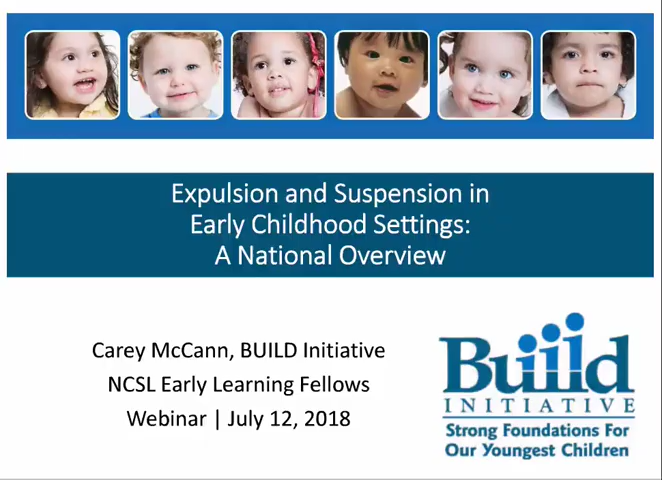 Expulsion and Suspension in
Early Childhood Settings:
A National Overview
Carey McCann, BUILD Initiative
NCSL Early Learning Fellows
Webinar | July 12, 2018
Build
INITIATIVE
Strong Foundations For
Our Youngest Children